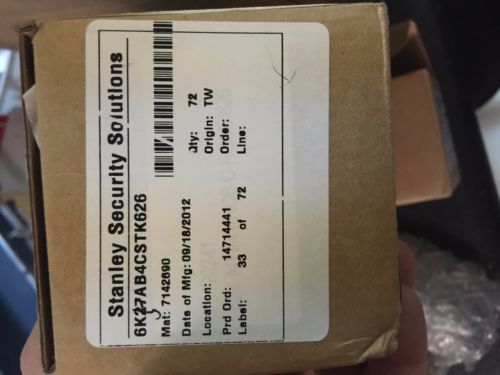 Stanley Security Solutions
6K27AB4CSTK626
Mat: 7142690
Date of Mfg: 09/18/2012 Qty: 72
Location: Origin: TW
Prd Ord: 14714441 Order:
Label: 33 of 72 Line: